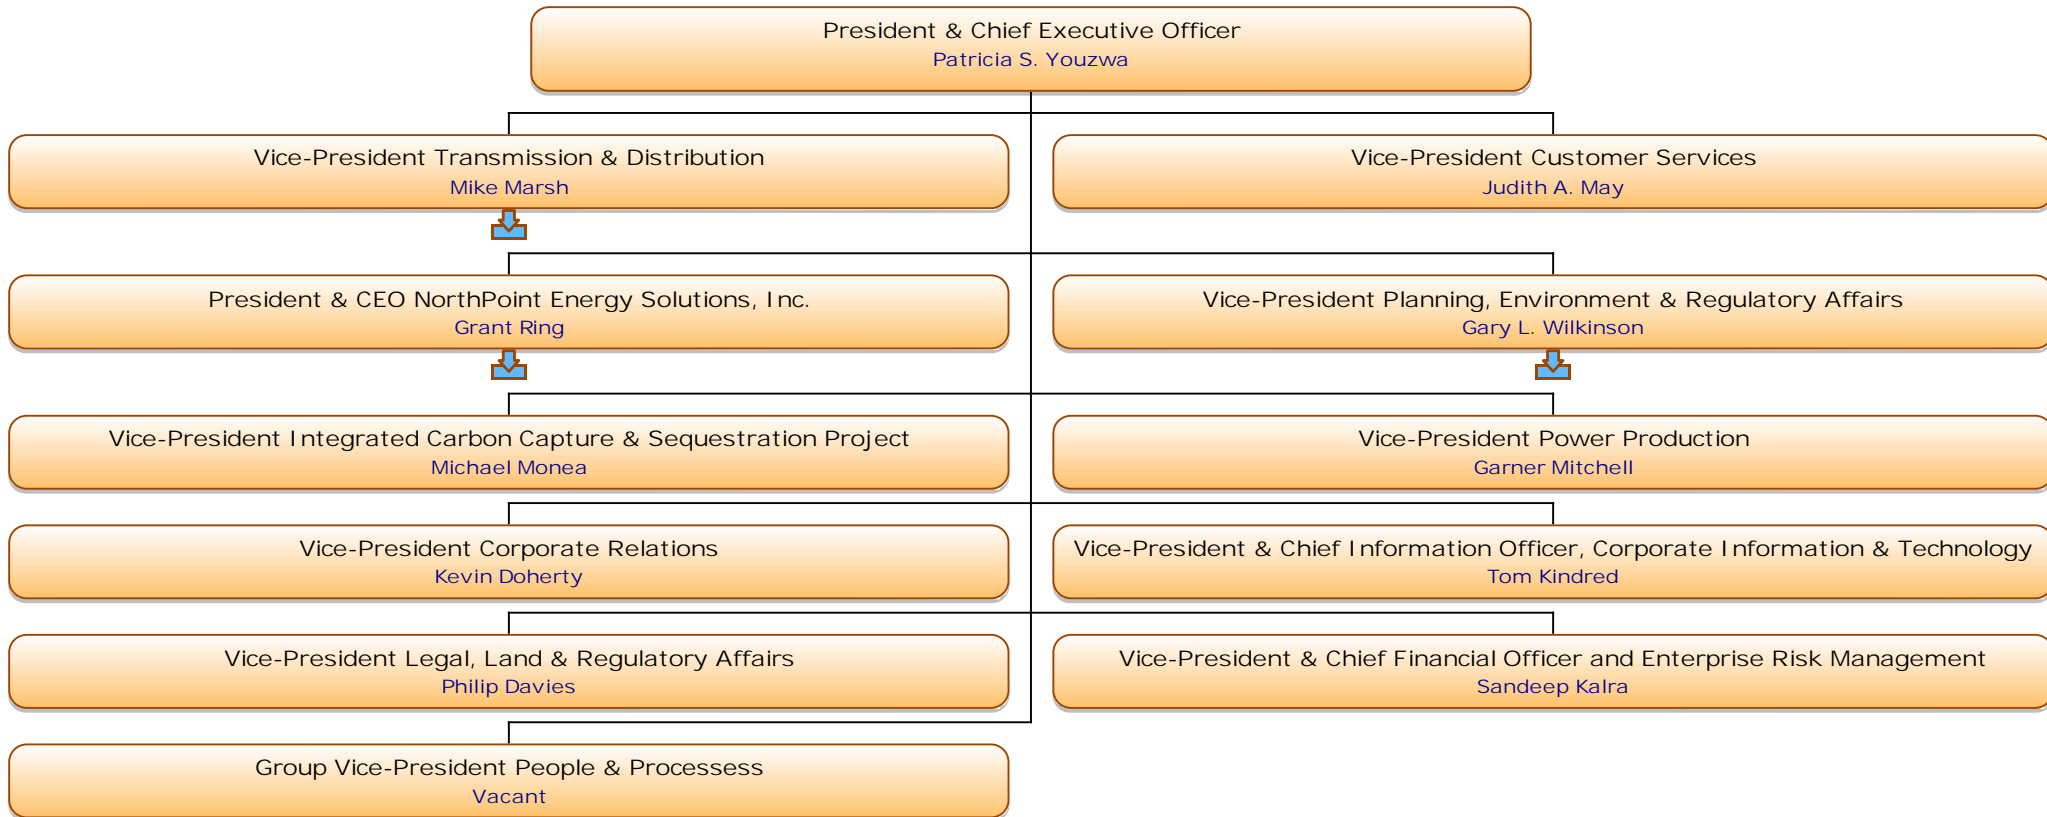 President & Chief Executive Officer
Patricia S. Youzwa
Vice-President Transmission & Distribution
Mike Marsh
Vice-President Customer Services
Judith A. May
President & CEO NorthPoint Energy Solutions, Inc.
Grant Ring
Vice-President Planning, Environment & Regulatory Affairs
Gary L. Wilkinson
Vice-President Integrated Carbon Capture & Sequestration Project
Michael Monea
Vice-President Power Production
Garner Mitchell
Vice-President Corporate Relations
Kevin Doherty
Vice-President & Chief Information Officer, Corporate Information & Technology
Tom Kindred
Vice-President Legal, Land & Regulatory Affairs
Philip Davies
Vice-President & Chief Financial Officer and Enterprise Risk Management
Sandeep Kalra
Group Vice-President People & Processess
Vacant